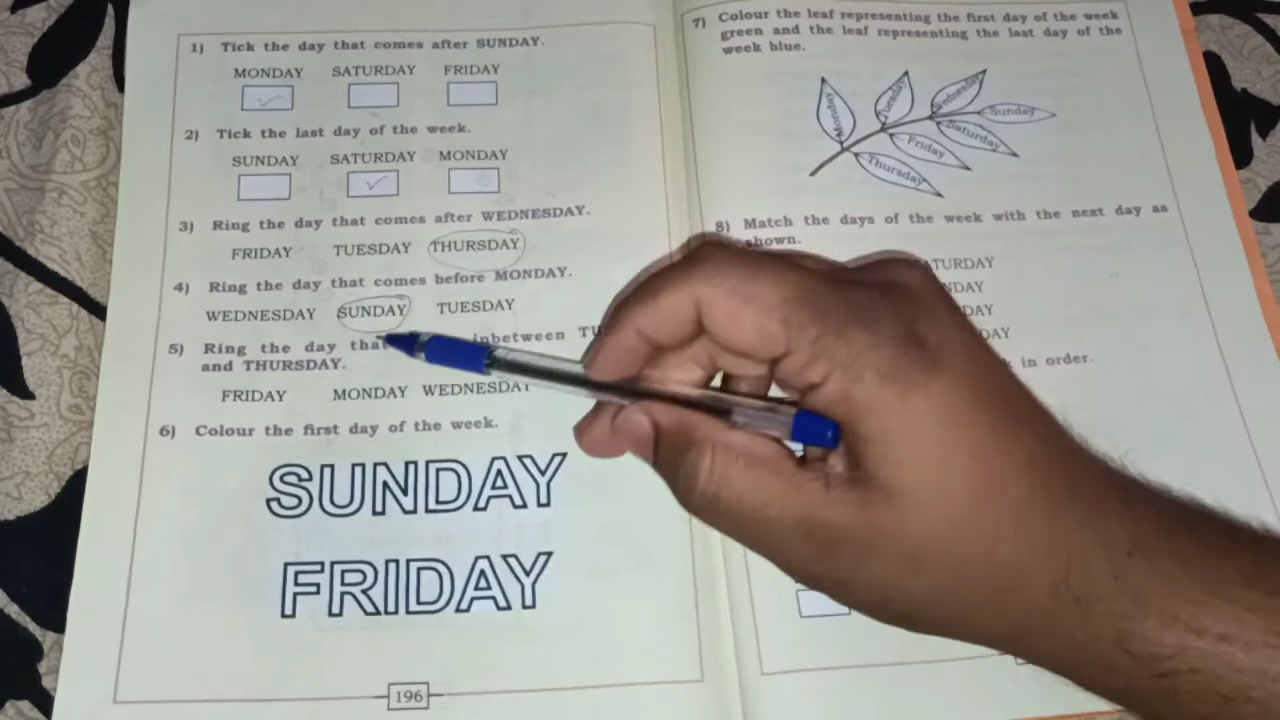 1) Tick the day that comes after SUNDAY.
MONDAY SATURDAY FRIDAY
2) Tick the last day of the week.
SUNDAY SATURDAY MONDAY
3) Ring the day that comes after WEDNESDAY.
FRIDAY TUESDAY THURSDAY
4) Ring the day that comes before MONDAY.
WEDNESDAY SUNDAY TUESDAY
5) Ring the day that inbetween
and THURSDAY.
FRIDAY MONDAY WEDNESDAY
6) Colour the first day of the week.
SUNDAY
FRIDAY
196
7) Colour the leaf representing the first day of the week
green and the leaf representing the last day of the
week blue.
Monday
Tuesday
Wednesday
Sunday
Saturday
Friday
Thursday
8) Match the days of the week with the next day as
shown.
in order.